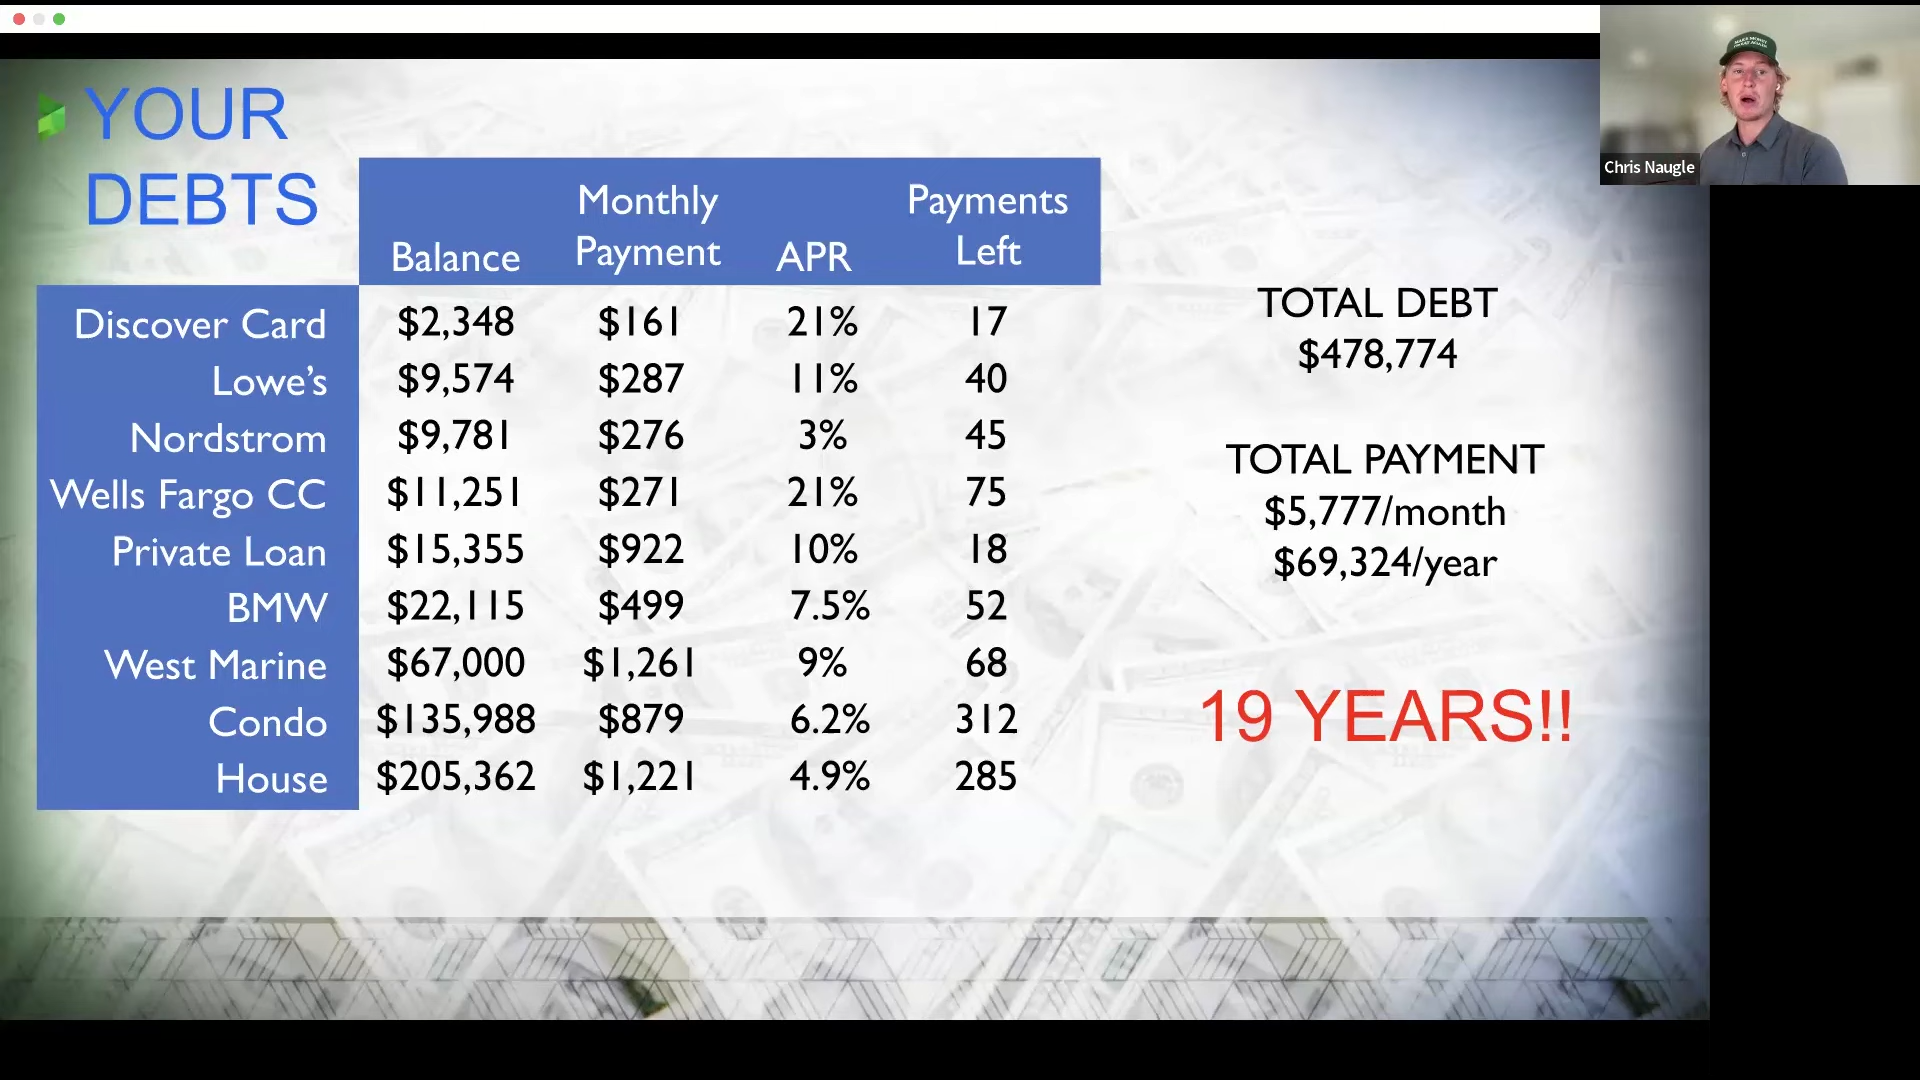 YOUR
DEBTS
Balance Monthly Payment APR Payments Left
Discover Card $2,348 $161 21% 17
Lowe’s $9,574 $287 11% 40
Nordstrom $9,781 $276 3% 45
Wells Fargo CC $11,251 $271 21% 75
Private Loan $15,355 $922 10% 18
BMW $22,115 $499 7.5% 52
West Marine $67,000 $1,261 9% 68
Condo $135,988 $879 6.2% 312
House $205,362 $1,221 4.9% 285
TOTAL DEBT
$478,774
TOTAL PAYMENT
$5,777/month
$69,324/year
19 YEARS!!
Chris Naugle